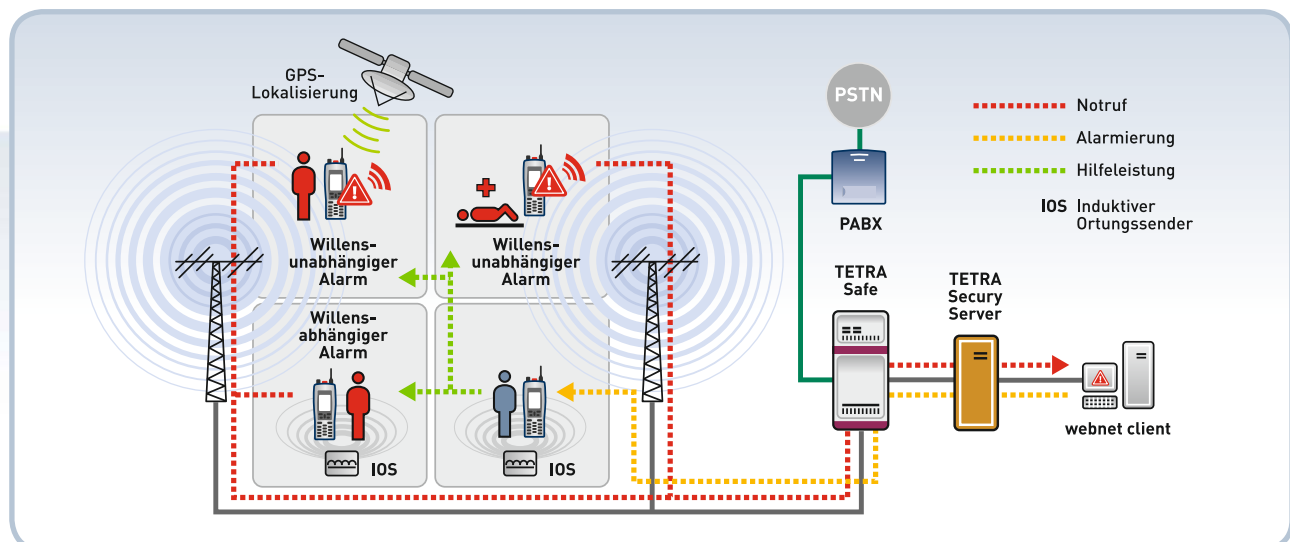 GPS-
Lokalisierung
Willens-
unabhängiger
Alarm
Willens-
unabhängiger
Alarm
Willens-
abhängiger
Alarm
IOS
IOS
PSTN
PABX
TETRA
Safe
TETRA
Secury
Server
webnet client
Notruf
Alarmierung
Hilfeleistung
IOS Induktiver
Ortungssender